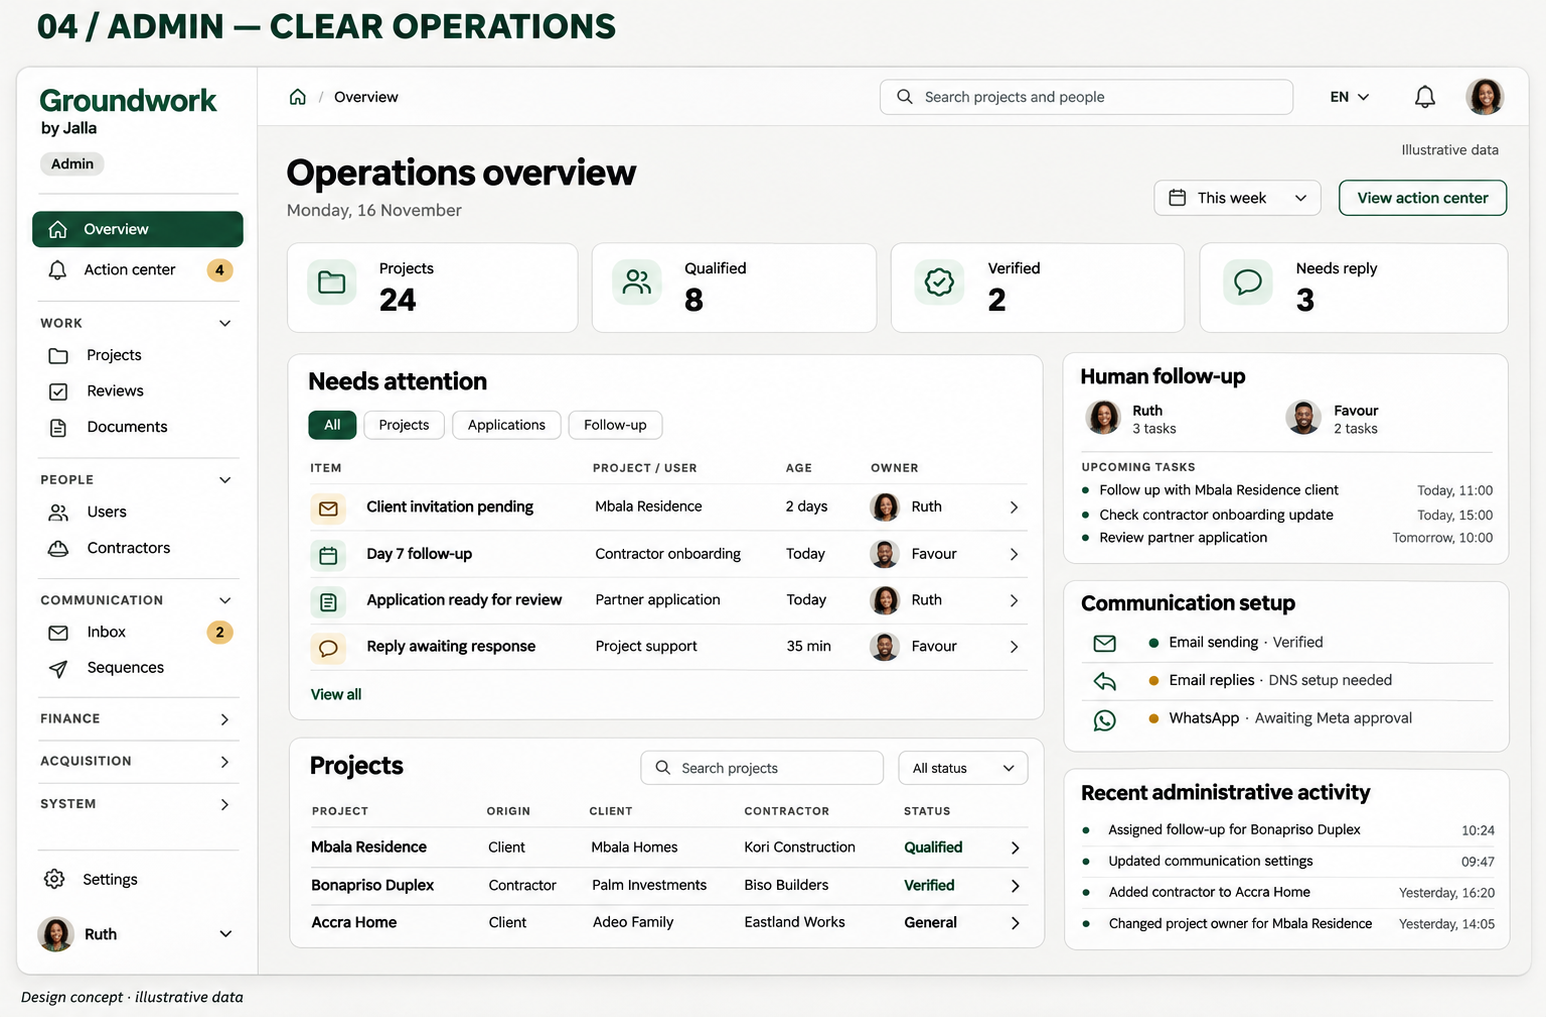 04 / ADMIN — CLEAR OPERATIONS
Groundwork
by Jalla
Admin
Overview
Action center 4
WORK
Projects
Reviews
Documents
PEOPLE
Users
Contractors
COMMUNICATION
Inbox 2
Sequences
FINANCE
ACQUISITION
SYSTEM
Settings
Ruth
/ Overview
Search projects and people
EN
Illustrative data
Operations overview
Monday, 16 November
This week
View action center
Projects
24
Qualified
8
Verified
2
Needs reply
3
Needs attention
All Projects Applications Follow-up
ITEM PROJECT / USER AGE OWNER
Client invitation pending Mbala Residence 2 days Ruth
Day 7 follow-up Contractor onboarding Today Favour
Application ready for review Partner application Today Ruth
Reply awaiting response Project support 35 min Favour
View all
Projects
Search projects
All status
PROJECT ORIGIN CLIENT CONTRACTOR STATUS
Mbala Residence Client Mbala Homes Kori Construction Qualified
Bonapriso Duplex Contractor Palm Investments Biso Builders Verified
Accra Home Client Adeo Family Eastland Works General
Human follow-up
Ruth
3 tasks
Favour
2 tasks
UPCOMING TASKS
Follow up with Mbala Residence client Today, 11:00
Check contractor onboarding update Today, 15:00
Review partner application Tomorrow, 10:00
Communication setup
Email sending · Verified
Email replies · DNS setup needed
WhatsApp · Awaiting Meta approval
Recent administrative activity
Assigned follow-up for Bonapriso Duplex 10:24
Updated communication settings 09:47
Added contractor to Accra Home Yesterday, 16:20
Changed project owner for Mbala Residence Yesterday, 14:05
Design concept · illustrative data